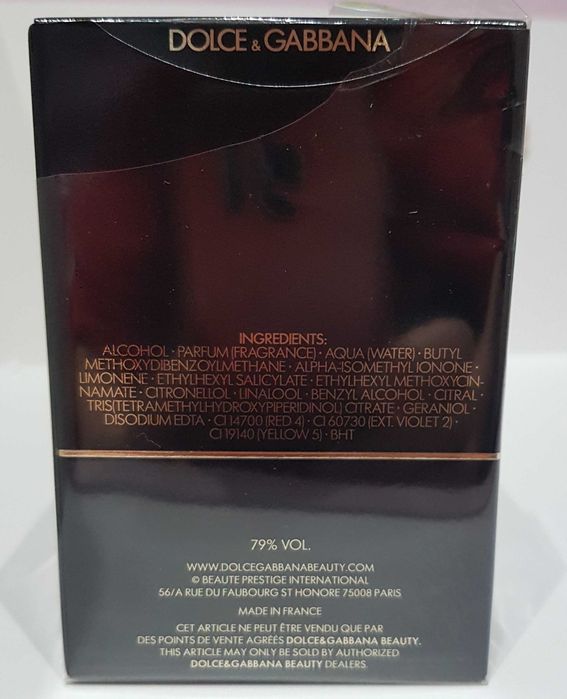 DOLCE & GABBANA
INGREDIENTS:
ALCOHOL · PARFUM (FRAGRANCE) · AQUA (WATER) · BUTYL
METHOXYDIBENZOYLMETHANE · ALPHA-ISOMETHYL IONONE ·
LIMONENE · ETHYLHEXYL SALICYLATE · ETHYLHEXYL METHOXYCIN-
NAMATE · CITRONELLOL · LINALOOL · BENZYL ALCOHOL · CITRAL ·
TRIS(TETRAMETHYLHYDROXYPIPERIDINOL) CITRATE · GERANIOL ·
DISODIUM EDTA · CI 14700 (RED 4) · CI 60730 (EXT. VIOLET 2) ·
CI 19140 (YELLOW 5) · BHT
79% VOL.
WWW.DOLCEGABBANABEAUTY.COM
© BEAUTE PRESTIGE INTERNATIONAL
56/A RUE DU FAUBOURG ST HONORE 75008 PARIS
MADE IN FRANCE
CET ARTICLE NE PEUT ÊTRE VENDU QUE PAR
DES POINTS DE VENTE AGRÉÉS DOLCE&GABBANA BEAUTY.
THIS ARTICLE MAY ONLY BE SOLD BY AUTHORIZED
DOLCE&GABBANA BEAUTY DEALERS.